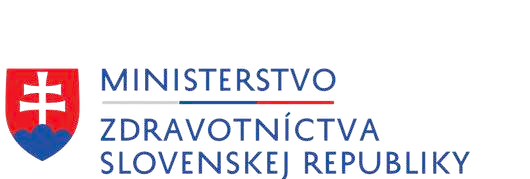 MINISTERSTVO
ZDRAVOTNÍCTVA
SLOVENSKEJ REPUBLIKY